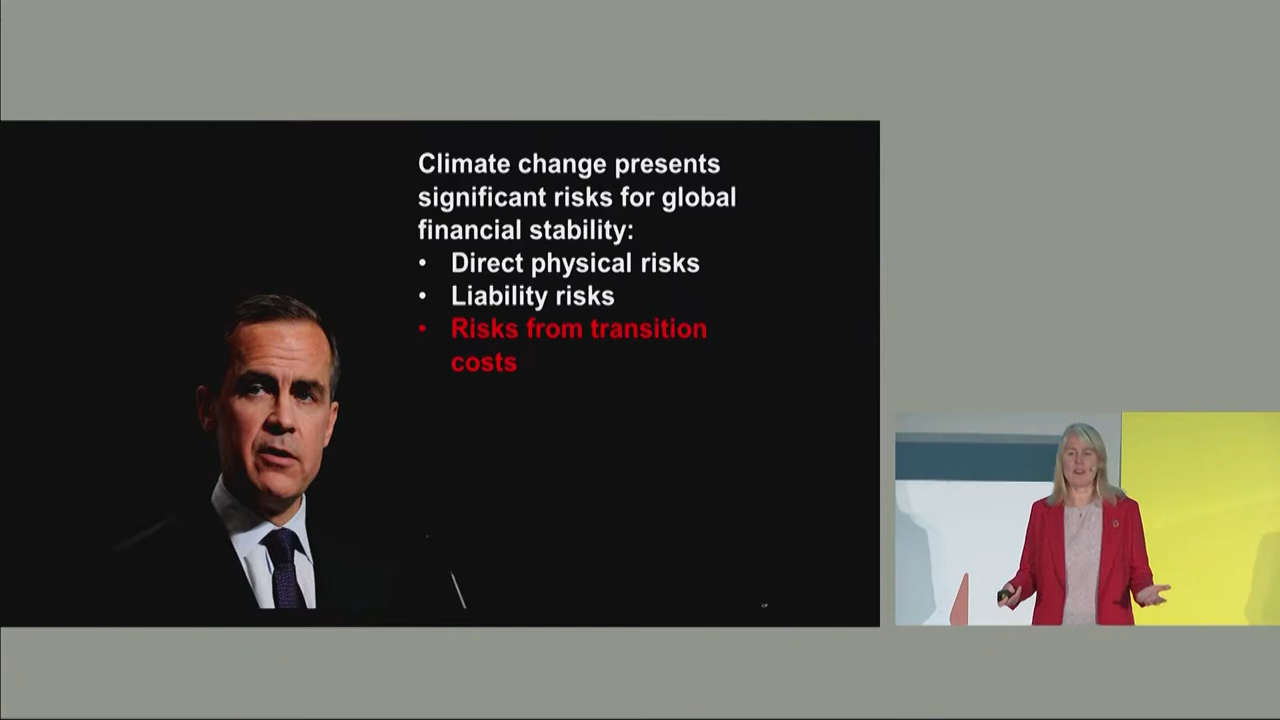 Climate change presents
significant risks for global
financial stability:
• Direct physical risks
• Liability risks
• Risks from transition
costs